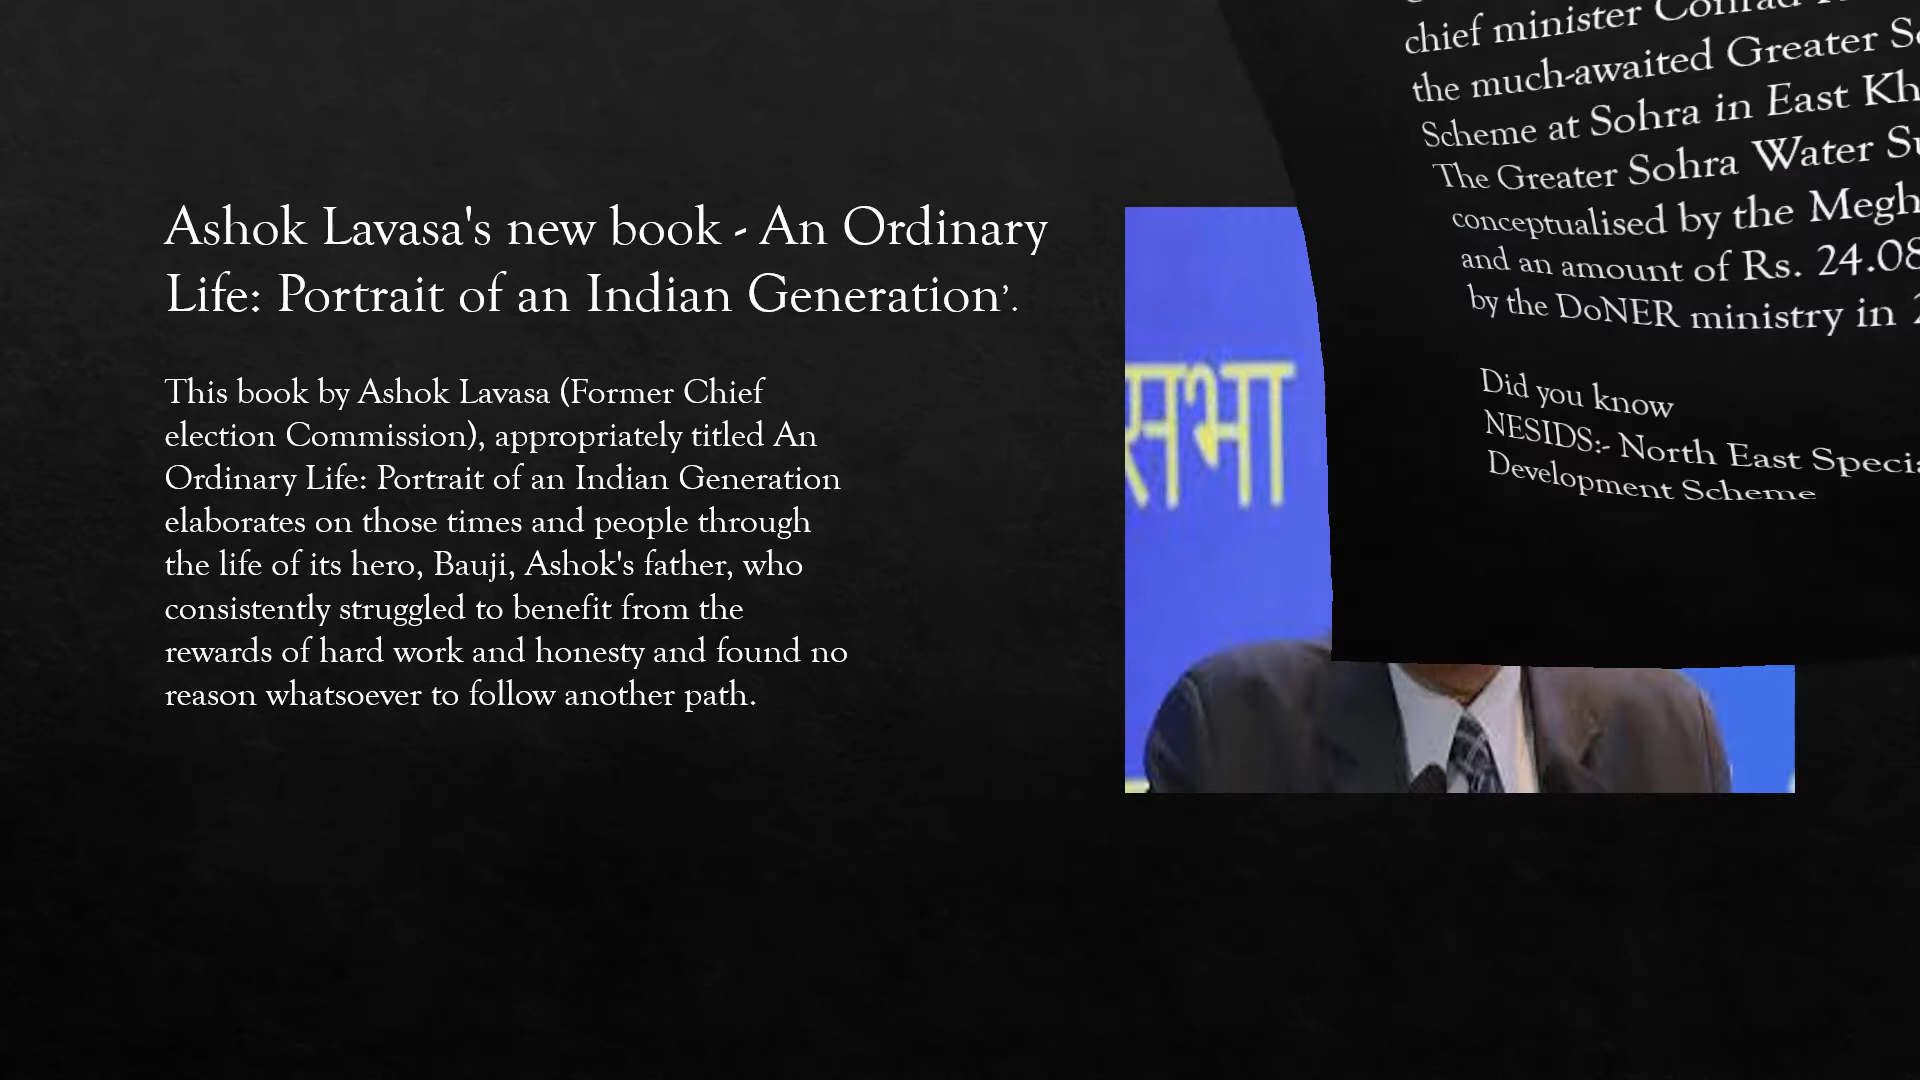 Ashok Lavasa's new book - An Ordinary
Life: Portrait of an Indian Generation’.
This book by Ashok Lavasa (Former Chief
election Commission), appropriately titled An
Ordinary Life: Portrait of an Indian Generation
elaborates on those times and people through
the life of its hero, Bauji, Ashok's father, who
consistently struggled to benefit from the
rewards of hard work and honesty and found no
reason whatsoever to follow another path.
सभा
chief minister Conrad
the much-awaited Greater
Scheme at Sohra in East
The Greater Sohra Water
conceptualised by the
and an amount of Rs. 24.08
by the DoNER ministry in
Did you know
NESIDS:- North East
Development Scheme